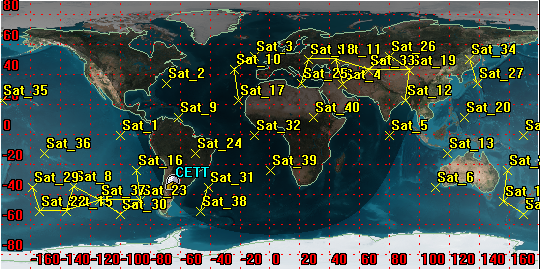 80
60
Sat_3 Sat_11 Sat_26 Sat_34
40
Sat_2 Sat_10 Sat_33 Sat_19
Sat_25 Sat_4 Sat_27
20
Sat_35 Sat_17 Sat_12
Sat_9 Sat_40 Sat_20
0
Sat_1 Sat_32 Sat_5
-20
Sat_36 Sat_24 Sat_13
Sat_16 Sat_39
-40
Sat_29 Sat_8 CETT Sat_31 Sat_6
Sat_22 Sat_15 Sat_37 Sat_23
-60
Sat_30 Sat_38
-80
-160 -140 -120 -100 -80 -60 -40 -20 0 20 40 60 80 100 120 140 160